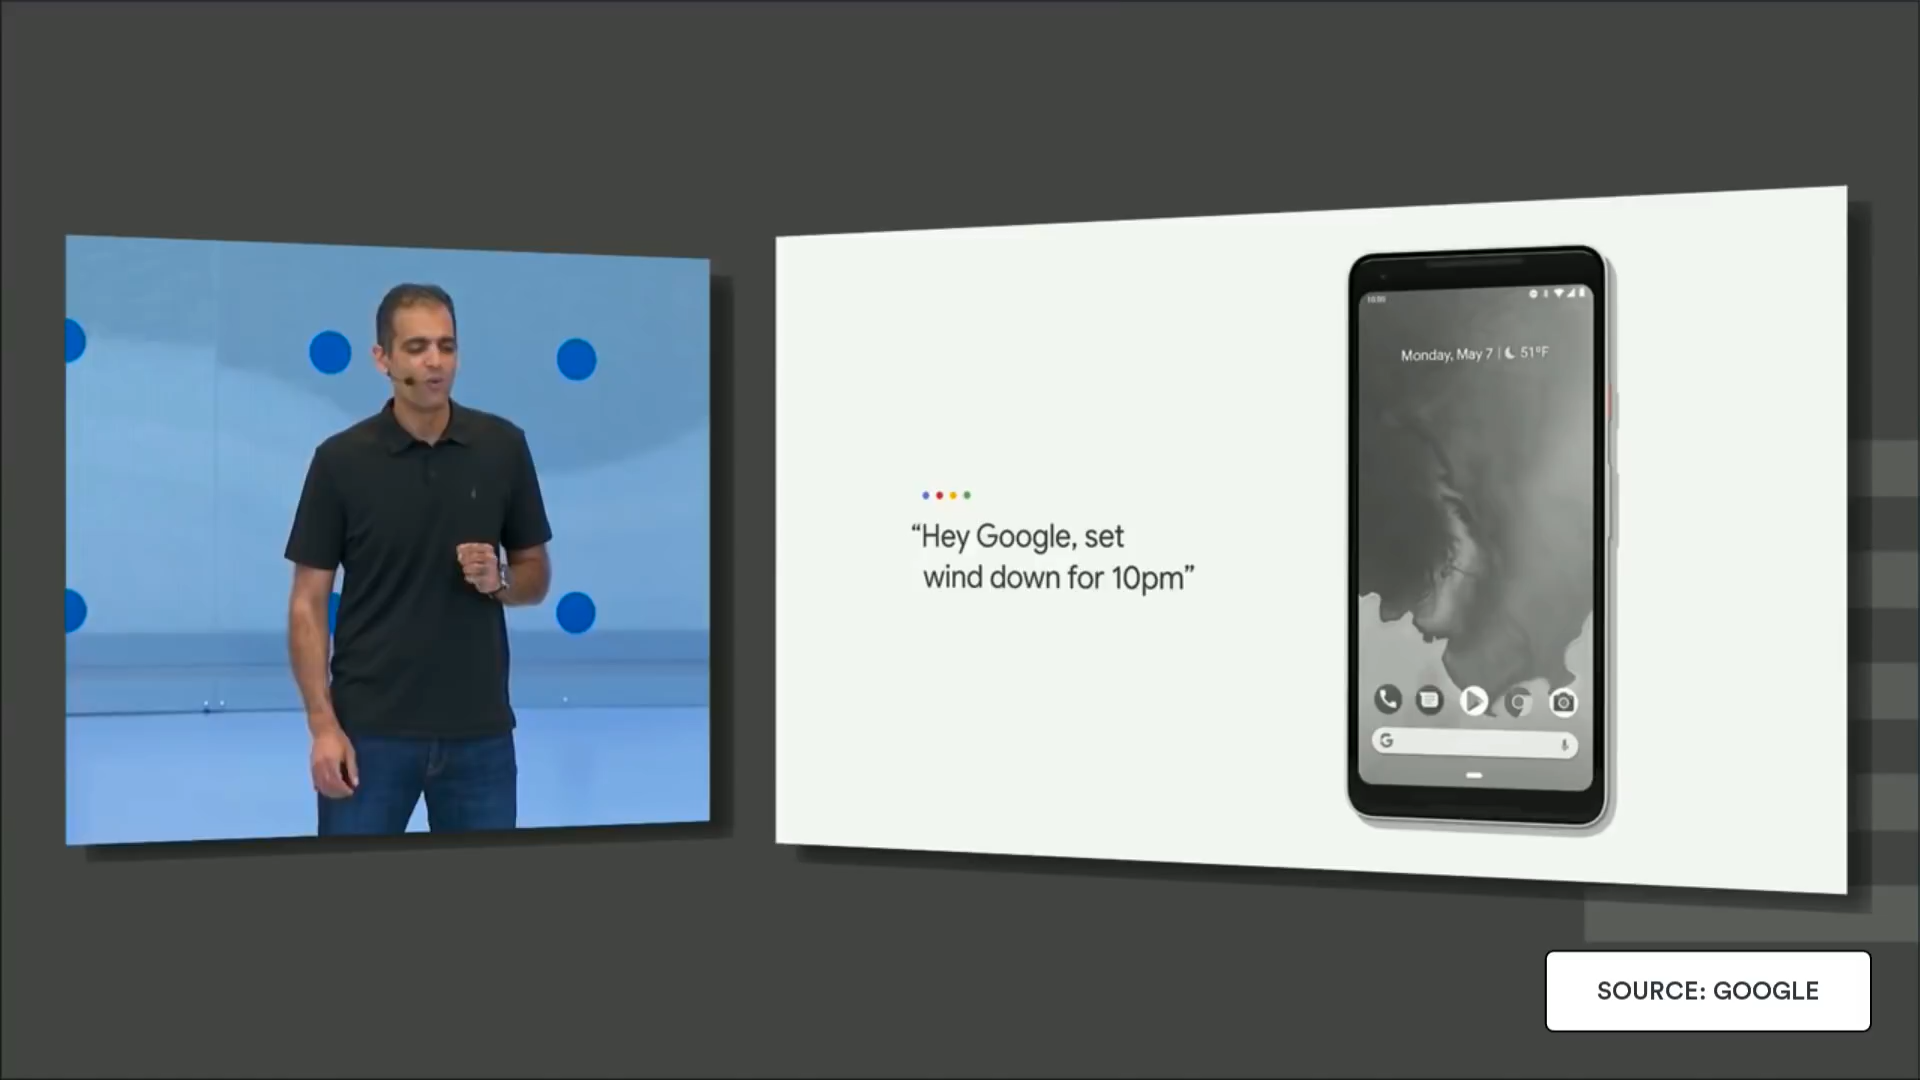 “Hey Google, set
wind down for 10pm”
Monday, May 7 | 51°F
G
SOURCE: GOOGLE